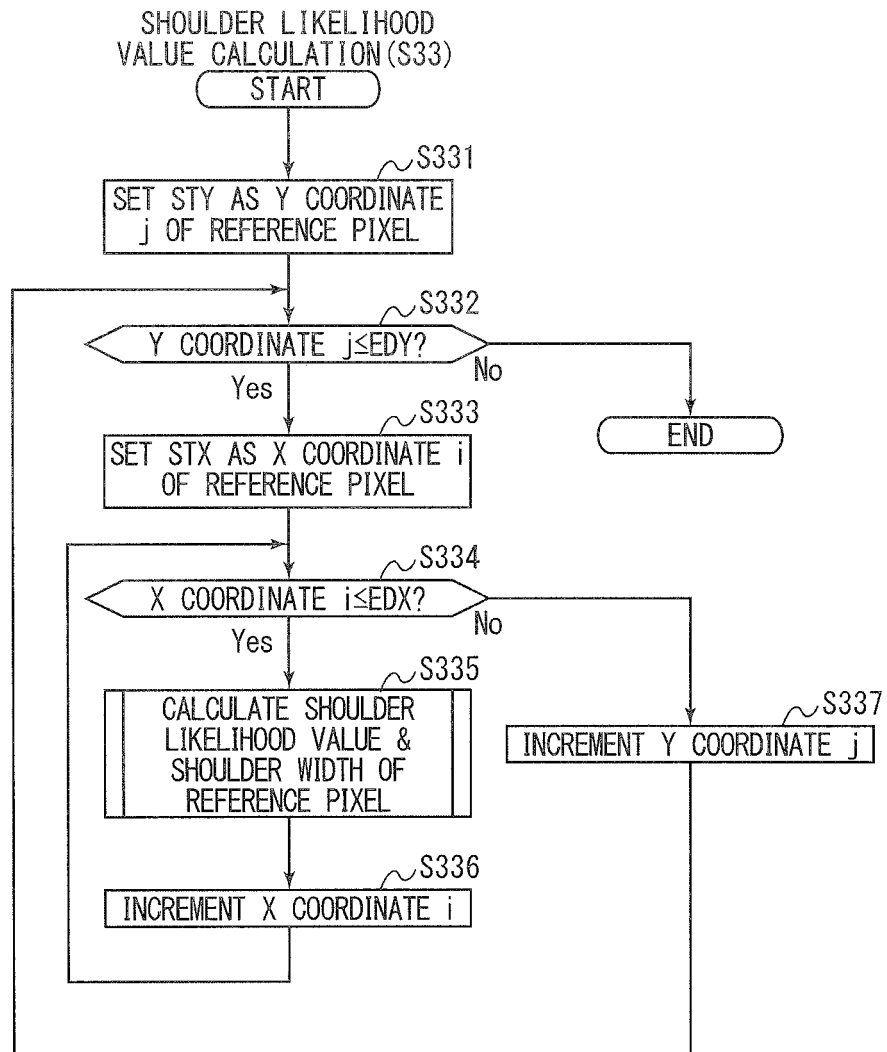 SHOULDER LIKELIHOOD
VALUE CALCULATION(S33)
START
S331
SET STY AS Y COORDINATE
j OF REFERENCE PIXEL
S332
Y COORDINATE j≦EDY?
No
Yes
END
S333
SET STX AS X COORDINATE i
OF REFERENCE PIXEL
S334
X COORDINATE i≦EDX?
No
Yes
S335
CALCULATE SHOULDER
LIKELIHOOD VALUE &
SHOULDER WIDTH OF
REFERENCE PIXEL
S337
INCREMENT Y COORDINATE j
S336
INCREMENT X COORDINATE i